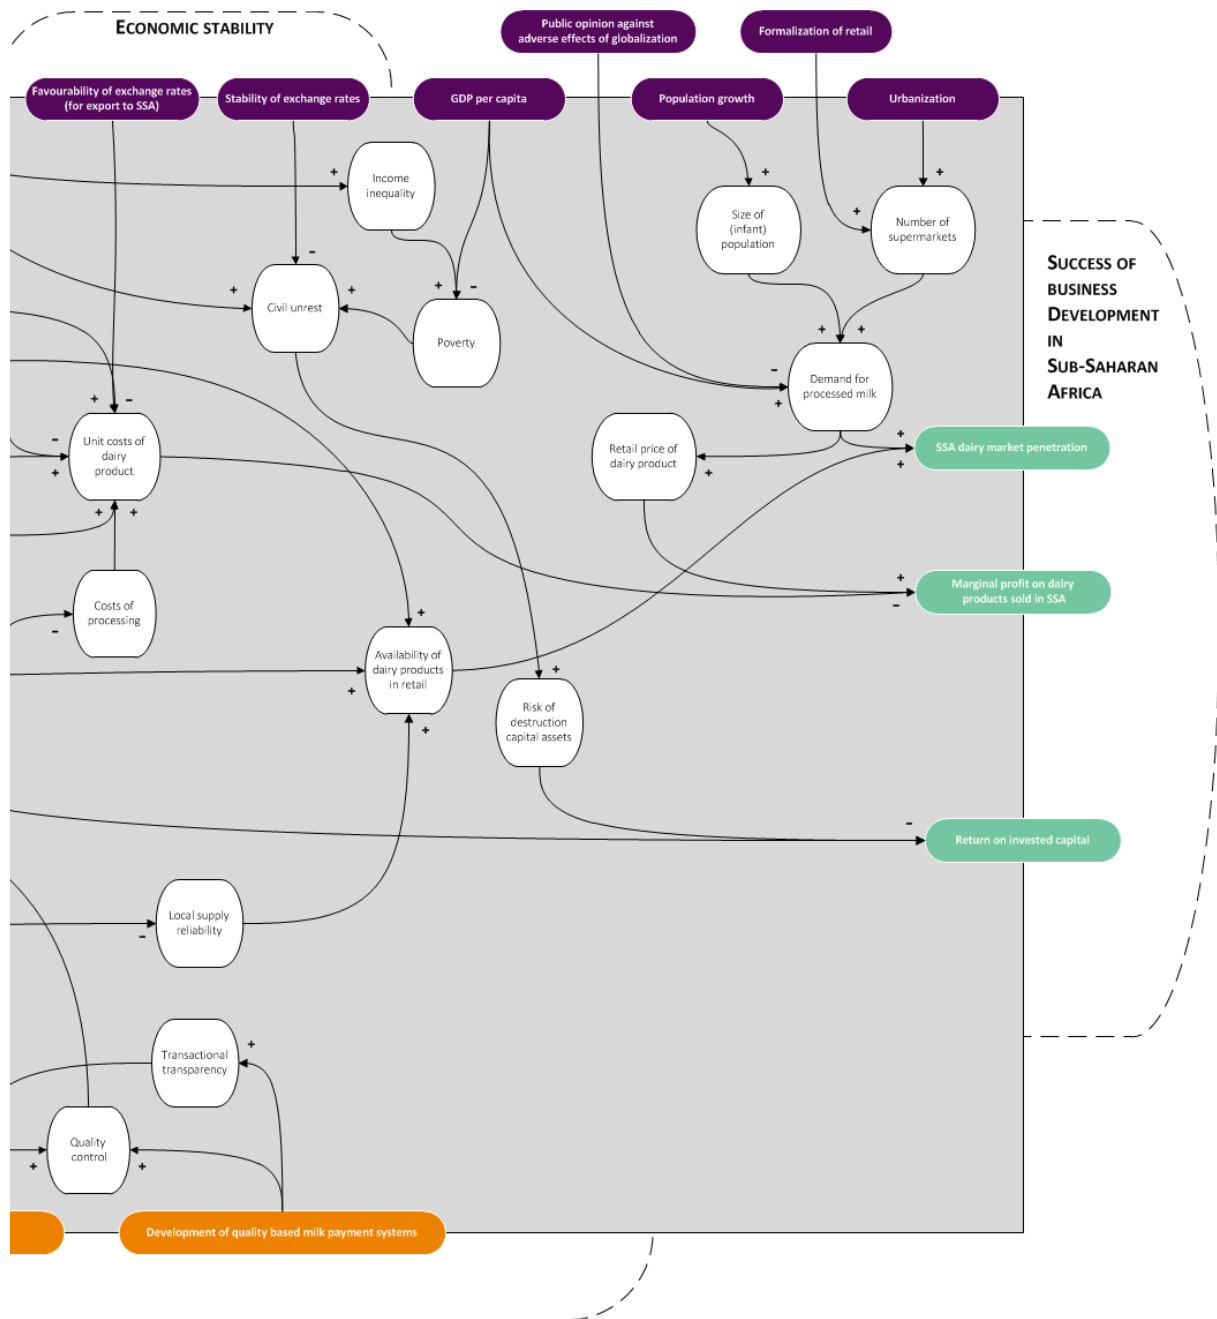 ECONOMIC STABILITY
Public opinion against
adverse effects of globalization
Formalization of retail
Favourability of exchange rates
(for export to SSA)
Stability of exchange rates
GDP per capita
Population growth
Urbanization
+
Income
inequality
+
Size of
(infant)
population
+
+
Number of
supermarkets
-
+
Civil unrest
+
+
-
Poverty
SUCCESS OF
BUSINESS
DEVELOPMENT
IN
SUB-SAHARAN
AFRICA
+
+
-
+
Demand for
processed milk
+
-
-
+
Unit costs of
dairy
product
+
+
Retail price of
dairy product
+
+
+
SSA dairy market penetration
Costs of
processing
-
+
-
Marginal profit on dairy
products sold in SSA
+
+
+
Availability of
dairy products
in retail
+
Risk of
destruction
capital assets
-
Return on invested capital
Local supply
reliability
-
Transactional
transparency
+
Quality
control
+
+
Development of quality based milk payment systems